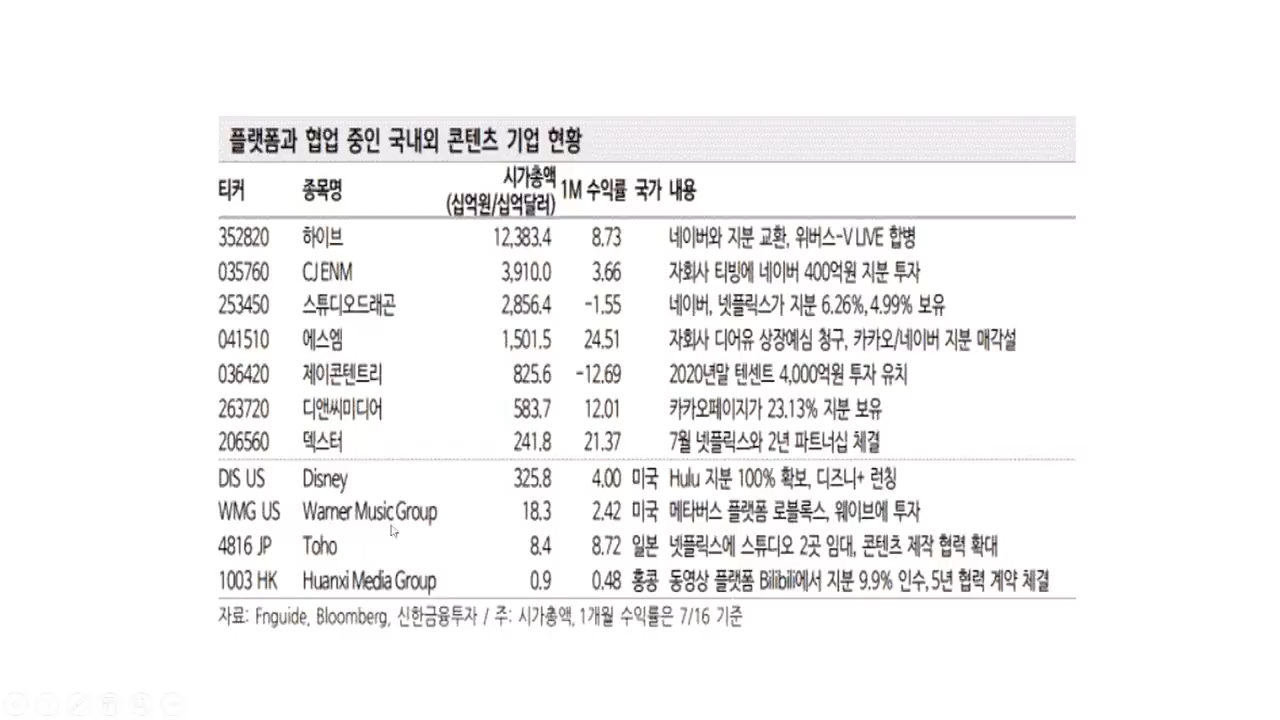 플랫폼과 협업 중인 국내외 콘텐츠 기업 현황
티커 종목명 시가총액 (십억원/십억달러) 1M 수익률 국가 내용
352820 하이브 12,383.4 8.73 네이버와 지분 교환, 위버스-V LIVE 합병
035760 CJ ENM 3,910.0 3.66 자회사 티빙에 네이버 400억원 지분 투자
253450 스튜디오드래곤 2,856.4 -1.55 네이버, 넷플릭스가 지분 6.26%, 4.99% 보유
041510 에스엠 1,501.5 24.51 자회사 디어유 상장예심 청구, 카카오/네이버 지분 매각설
036420 제이콘텐트리 825.6 -12.69 2020년말 텐센트 4,000억원 투자 유치
263720 디앤씨미디어 583.7 12.01 카카오페이지가 23.13% 지분 보유
206560 덱스터 241.8 21.37 7월 넷플릭스와 2년 파트너십 체결
DIS US Disney 325.8 4.00 미국 Hulu 지분 100% 확보, 디즈니+ 런칭
WMG US Warner Music Group 18.3 2.42 미국 메타버스 플랫폼 로블록스, 웨이브에 투자
4816 JP Toho 8.4 8.72 일본 넷플릭스에 스튜디오 2곳 임대, 콘텐츠 제작 협력 확대
1003 HK Huanxi Media Group 0.9 0.48 홍콩 동영상 플랫폼 Bilibili에서 지분 9.9% 인수, 5년 협력 계약 체결
자료: Fnguide, Bloomberg, 신한금융투자 / 주: 시가총액, 1개월 수익률은 7/16 기준